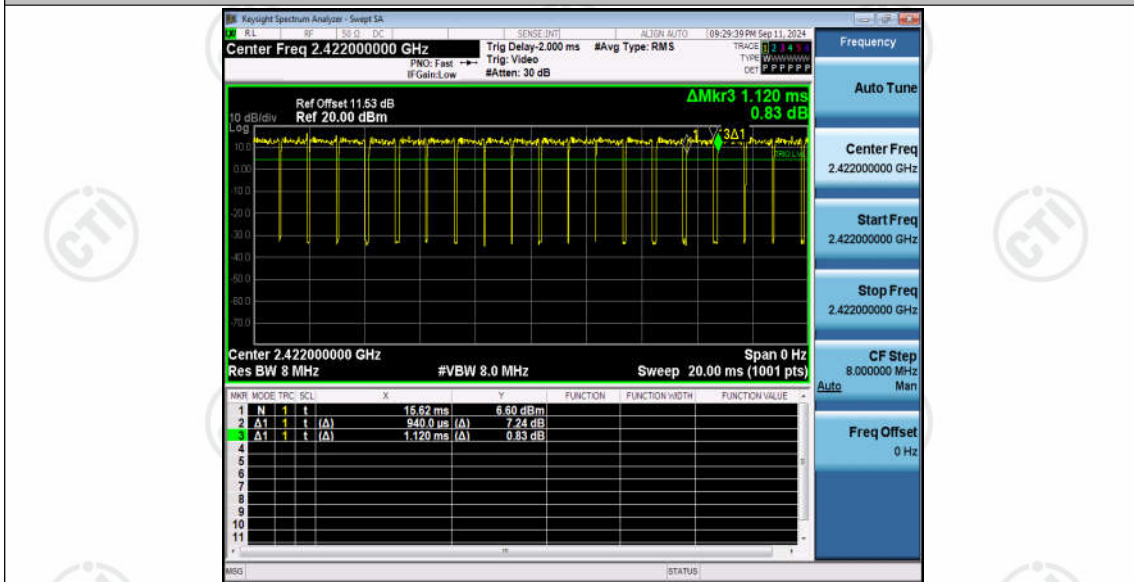 Keysight Spectrum Analyzer - Swept SA
RL RF 50 Ω DC SENSE:INT ALIGN AUTO 09:29:39 PM Sep 11, 2024
Center Freq 2.422000000 GHz
Trig Delay-2.000 ms #Avg Type: RMS
TRACE 1 2 3 4 5 6
PNO: Fast Trig: Video
TYPE WWWWWW
IFGain:Low #Atten: 30 dB
DET P P P P P P
Frequency
Auto Tune
Center Freq
2.422000000 GHz
Start Freq
2.422000000 GHz
Stop Freq
2.422000000 GHz
CF Step
8.000000 MHz
Auto Man
Freq Offset
0 Hz
ΔMkr3 1.120 ms
0.83 dB
Ref Offset 11.53 dB
10 dB/div Ref 20.00 dBm
Log
10.0
0.00
-10.0
-20.0
-30.0
-40.0
-50.0
-60.0
-70.0
1 3Δ1
TRIG LVL
Center 2.422000000 GHz Span 0 Hz
Res BW 8 MHz #VBW 8.0 MHz Sweep 20.00 ms (1001 pts)
MKR MODE TRC SCL X Y FUNCTION FUNCTION WIDTH FUNCTION VALUE
1 N 1 t 15.62 ms 6.60 dBm
2 Δ1 1 t (Δ) 940.0 µs (Δ) 7.24 dB
3 Δ1 1 t (Δ) 1.120 ms (Δ) 0.83 dB
4
5
6
7
8
9
10
11
MSG STATUS
CTI
CTI